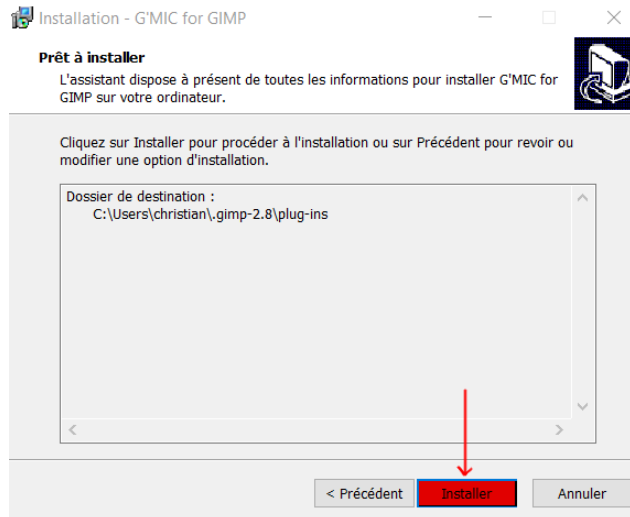 Installation - G'MIC for GIMP
Prêt à installer
L'assistant dispose à présent de toutes les informations pour installer G'MIC for
GIMP sur votre ordinateur.
Cliquez sur Installer pour procéder à l'installation ou sur Précédent pour revoir ou
modifier une option d'installation.
Dossier de destination :
C:\Users\christian\.gimp-2.8\plug-ins
< Précédent
Installer
Annuler